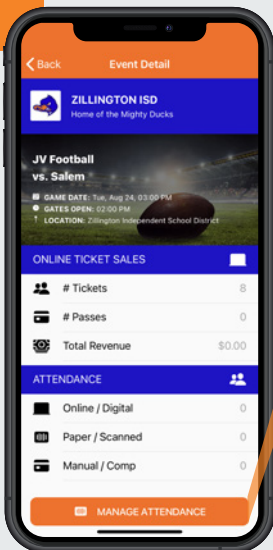 Back Event Detail
ZILLINGTON ISD
Home of the Mighty Ducks
JV Football
vs. Salem
GAME DATE: Tue, Aug 24, 03:00 PM
GATES OPEN: 02:00 PM
LOCATION: Zillington Independent School District
ONLINE TICKET SALES
# Tickets 8
# Passes 0
Total Revenue $0.00
ATTENDANCE
Online / Digital 0
Paper / Scanned 0
Manual / Comp 0
MANAGE ATTENDANCE